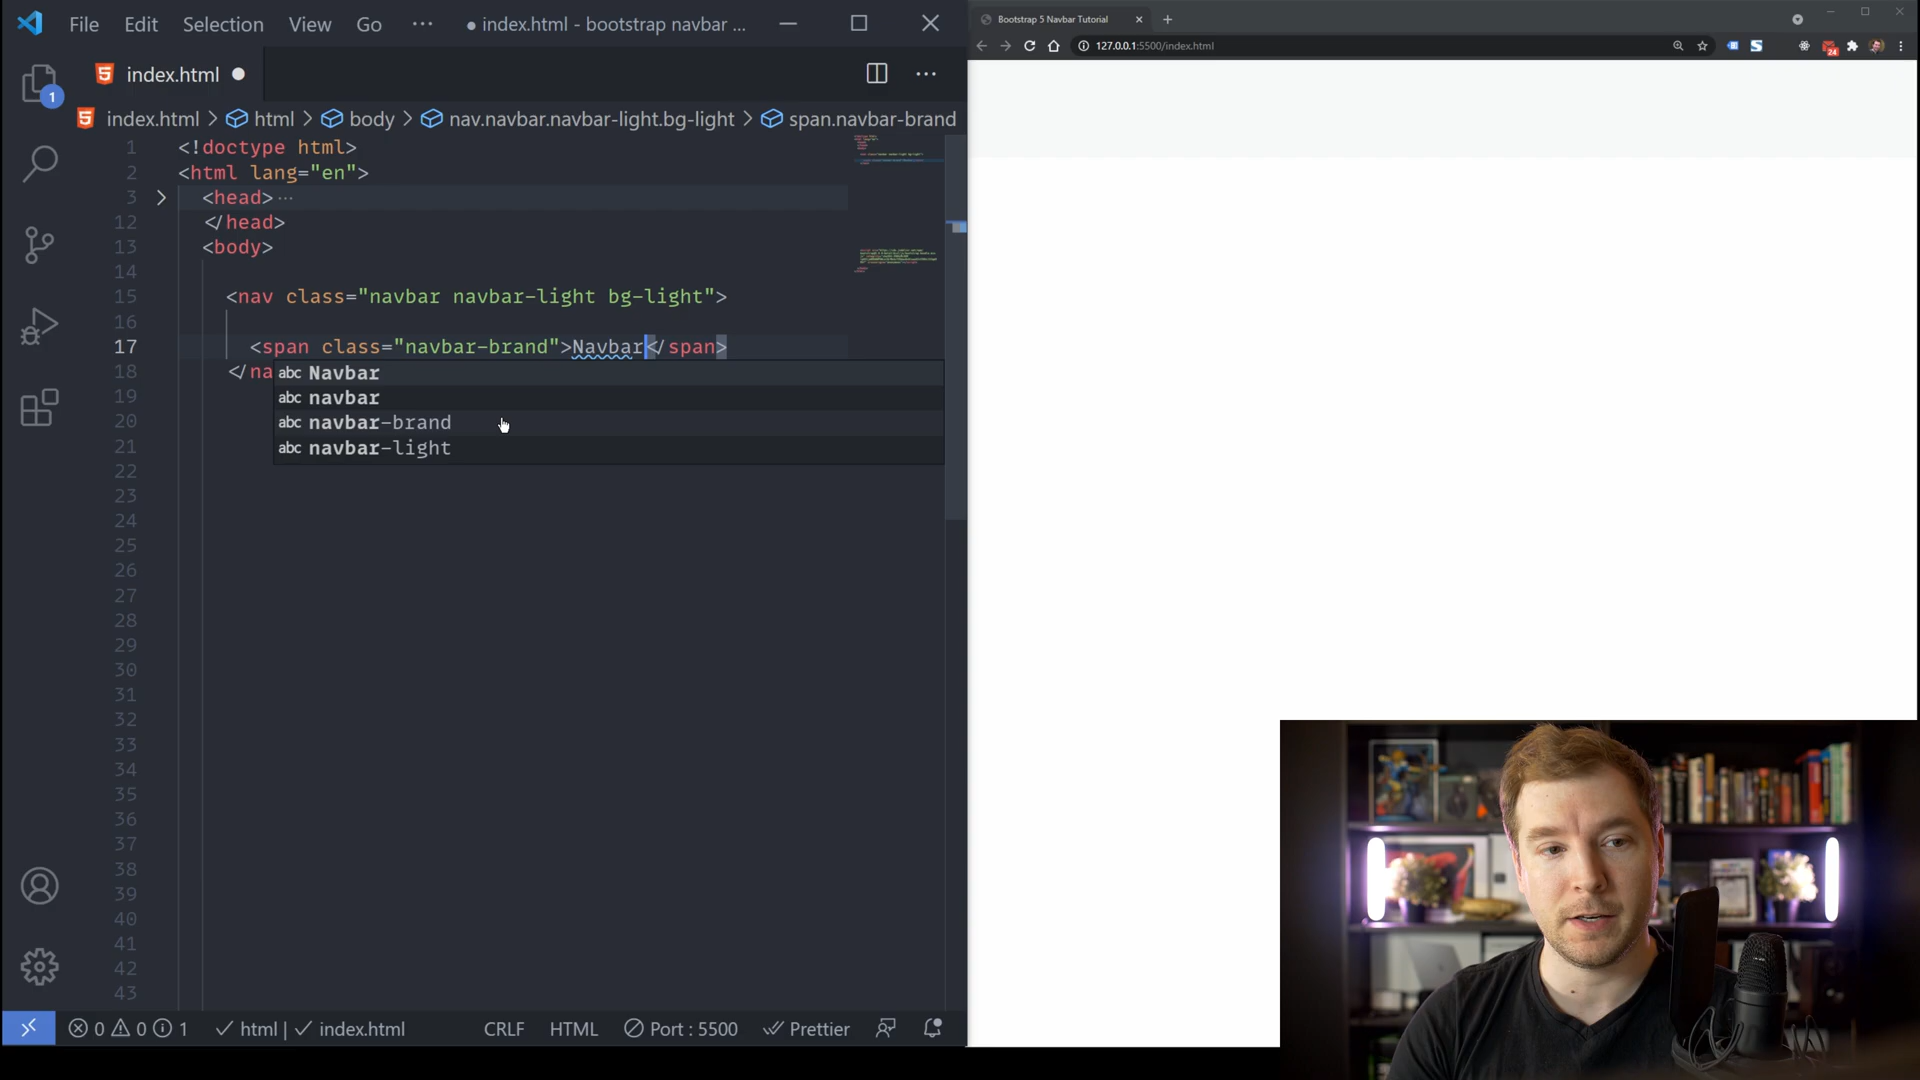 File Edit Selection View Go ··· ● index.html - bootstrap navbar ...
index.html
index.html > html > body > nav.navbar.navbar-light.bg-light > span.navbar-brand
1 <!doctype html>
2 <html lang="en">
3 <head>···
12 </head>
13 <body>
14
15 <nav class="navbar navbar-light bg-light">
16
17 <span class="navbar-brand">Navbar</span>
18 </na
abc Navbar
19
abc navbar
20
abc navbar-brand
21
abc navbar-light
22
23
24
25
26
27
28
29
30
31
32
33
34
35
36
37
38
39
40
41
42
43
1
0 0 1 html | index.html CRLF HTML Port : 5500 Prettier
Bootstrap 5 Navbar Tutorial
127.0.0.1:5500/index.html
24